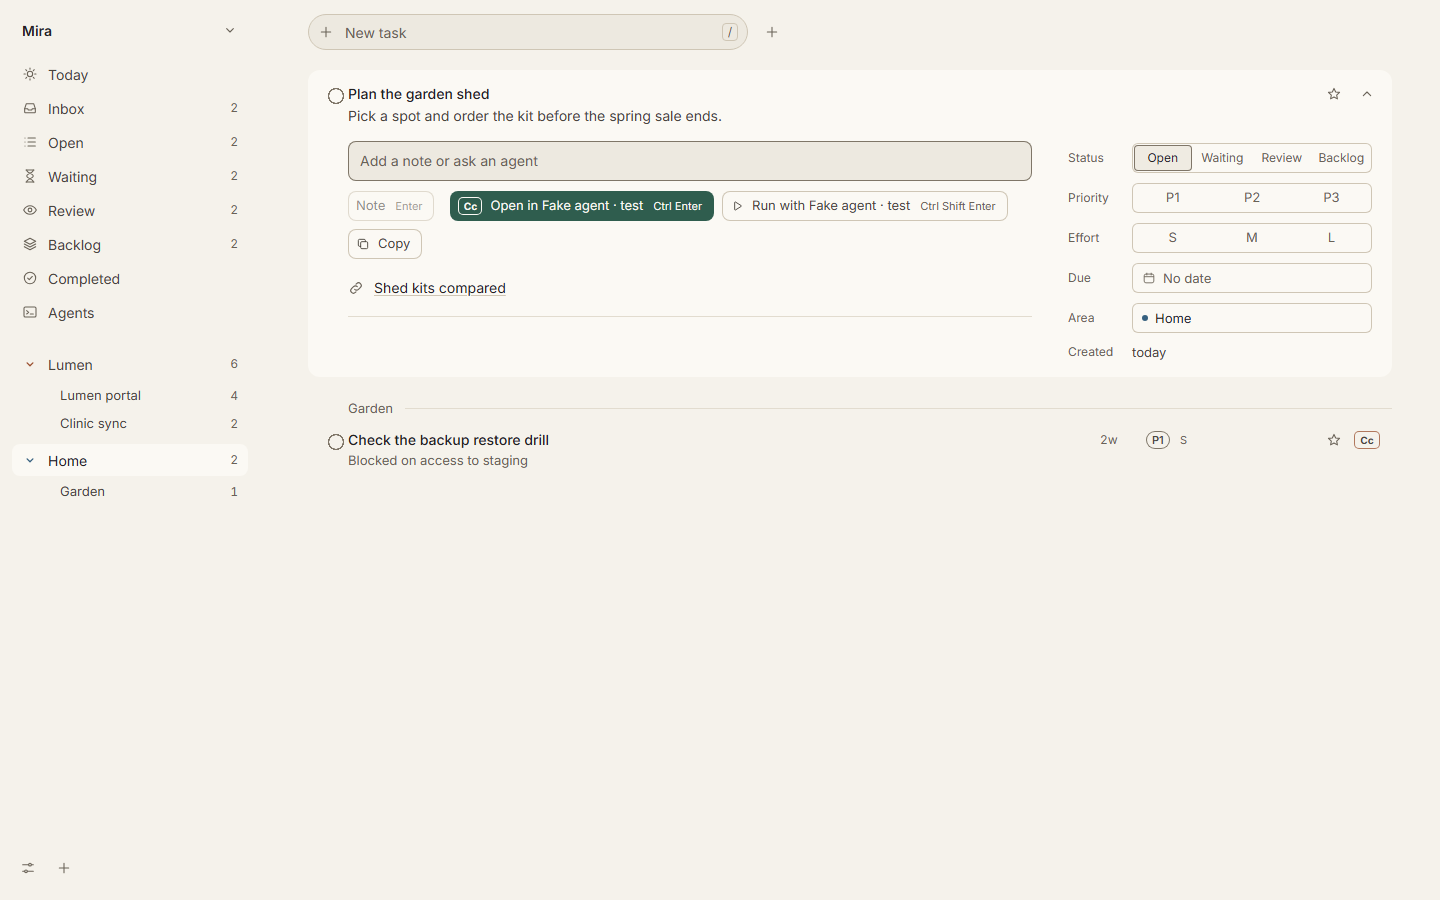 Mira
Today
Inbox 2
Open 2
Waiting 2
Review 2
Backlog 2
Completed
Agents
Lumen 6
Lumen portal 4
Clinic sync 2
Home 2
Garden 1
New task /
Plan the garden shed
Pick a spot and order the kit before the spring sale ends.
Add a note or ask an agent
Note Enter
Cc Open in Fake agent · test Ctrl Enter
Run with Fake agent · test Ctrl Shift Enter
Copy
Shed kits compared
Status Open Waiting Review Backlog
Priority P1 P2 P3
Effort S M L
Due No date
Area Home
Created today
Garden
Check the backup restore drill 2w P1 S Cc
Blocked on access to staging